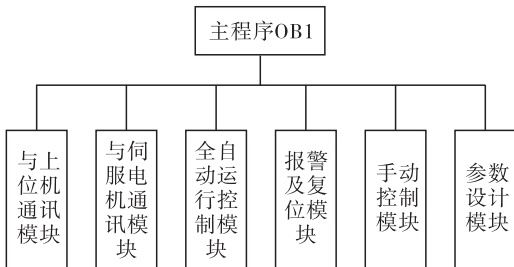 主程序OB1
与上
位机
通讯
模块
与伺
服电
机通
讯模
块
全自
动运
行控
制模
块
报警
及复
位模
块
手动
控制
模块
参数
设计
模块